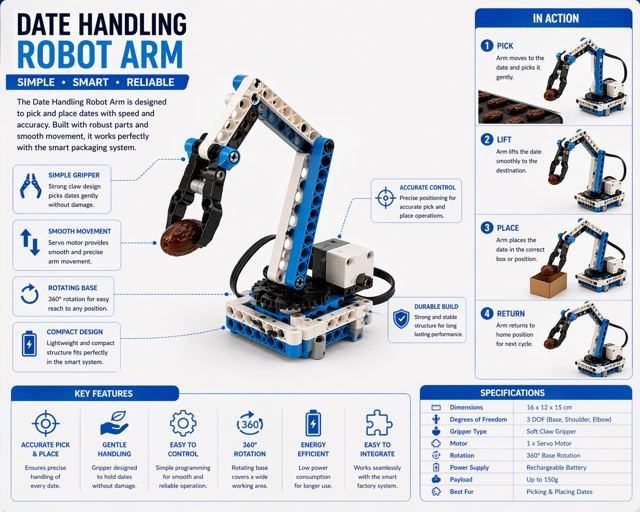 DATE HANDLING
ROBOT ARM
SIMPLE • SMART • RELIABLE
The Date Handling Robot Arm is designed
to pick and place dates with speed and
accuracy. Built with robust parts and
smooth movement, it works perfectly
with the smart packaging system.
SIMPLE GRIPPER
Strong claw design
picks dates gently
without damage.
SMOOTH MOVEMENT
Servo motor provides
smooth and precise
arm movement.
ROTATING BASE
360° rotation for easy
reach to any position.
COMPACT DESIGN
Lightweight and compact
structure fits perfectly
in the smart system.
ACCURATE CONTROL
Precise positioning for
accurate pick and
place operations.
DURABLE BUILD
Strong and stable
structure for long
lasting performance.
IN ACTION
1 PICK
Arm moves to the
date and picks it
gently.
2 LIFT
Arm lifts the date
smoothly to the
destination.
3 PLACE
Arm places the
date in the correct
box or position.
4 RETURN
Arm returns to
home position
for next cycle.
KEY FEATURES
ACCURATE PICK
& PLACE
Ensures precise
handling of
every date.
GENTLE
HANDLING
Gripper designed
to hold dates
without damage.
EASY TO
CONTROL
Simple programming
for smooth and
reliable operation.
360°
360°
ROTATION
Rotating base
covers a wide
working area.
ENERGY
EFFICIENT
Low power
consumption
for longer use.
EASY TO
INTEGRATE
Works seamlessly
with the smart
factory system.
SPECIFICATIONS
Dimensions 16 x 12 x 15 cm
Degrees of Freedom 3 DOF (Base, Shoulder, Elbow)
Gripper Type Soft Claw Gripper
Motor 1 x Servo Motor
Rotation 360° Base Rotation
Power Supply Rechargeable Battery
Payload Up to 150g
Best For Picking & Placing Dates